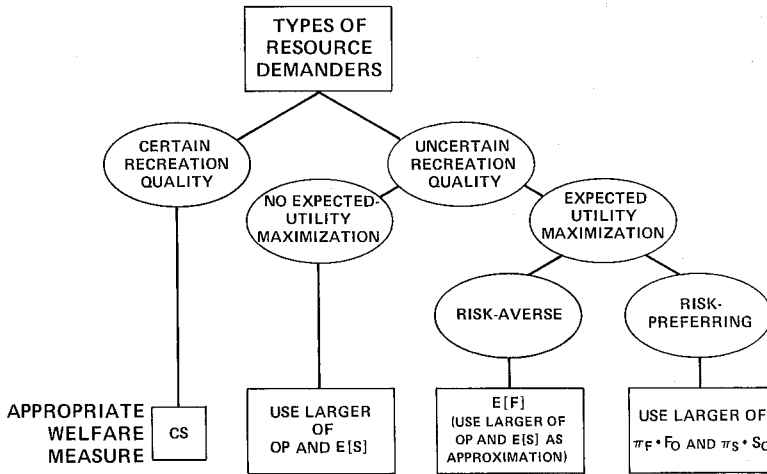 TYPES OF
RESOURCE
DEMANDERS
CERTAIN
RECREATION
QUALITY
UNCERTAIN
RECREATION
QUALITY
NO EXPECTED-
UTILITY
MAXIMIZATION
EXPECTED
UTILITY
MAXIMIZATION
RISK-AVERSE
RISK-
PREFERRING
APPROPRIATE
WELFARE
MEASURE
CS
USE LARGER
OF
OP AND E[S]
E[F]
(USE LARGER OF
OP AND E[S] AS
APPROXIMATION)
USE LARGER OF
πF • FO AND πS •